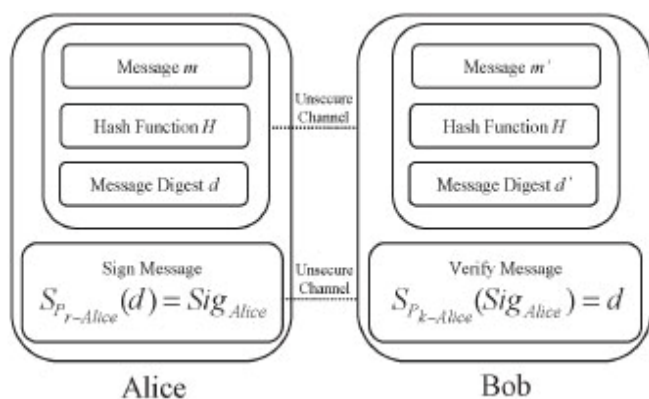 Message m
Hash Function H
Message Digest d
Sign Message
S_{P_{r-Alice}}(d) = Sig_{Alice}
Alice
Unsecure
Channel
Unsecure
Channel
Message m'
Hash Function H
Message Digest d'
Verify Message
S_{P_{k-Alice}}(Sig_{Alice}) = d
Bob